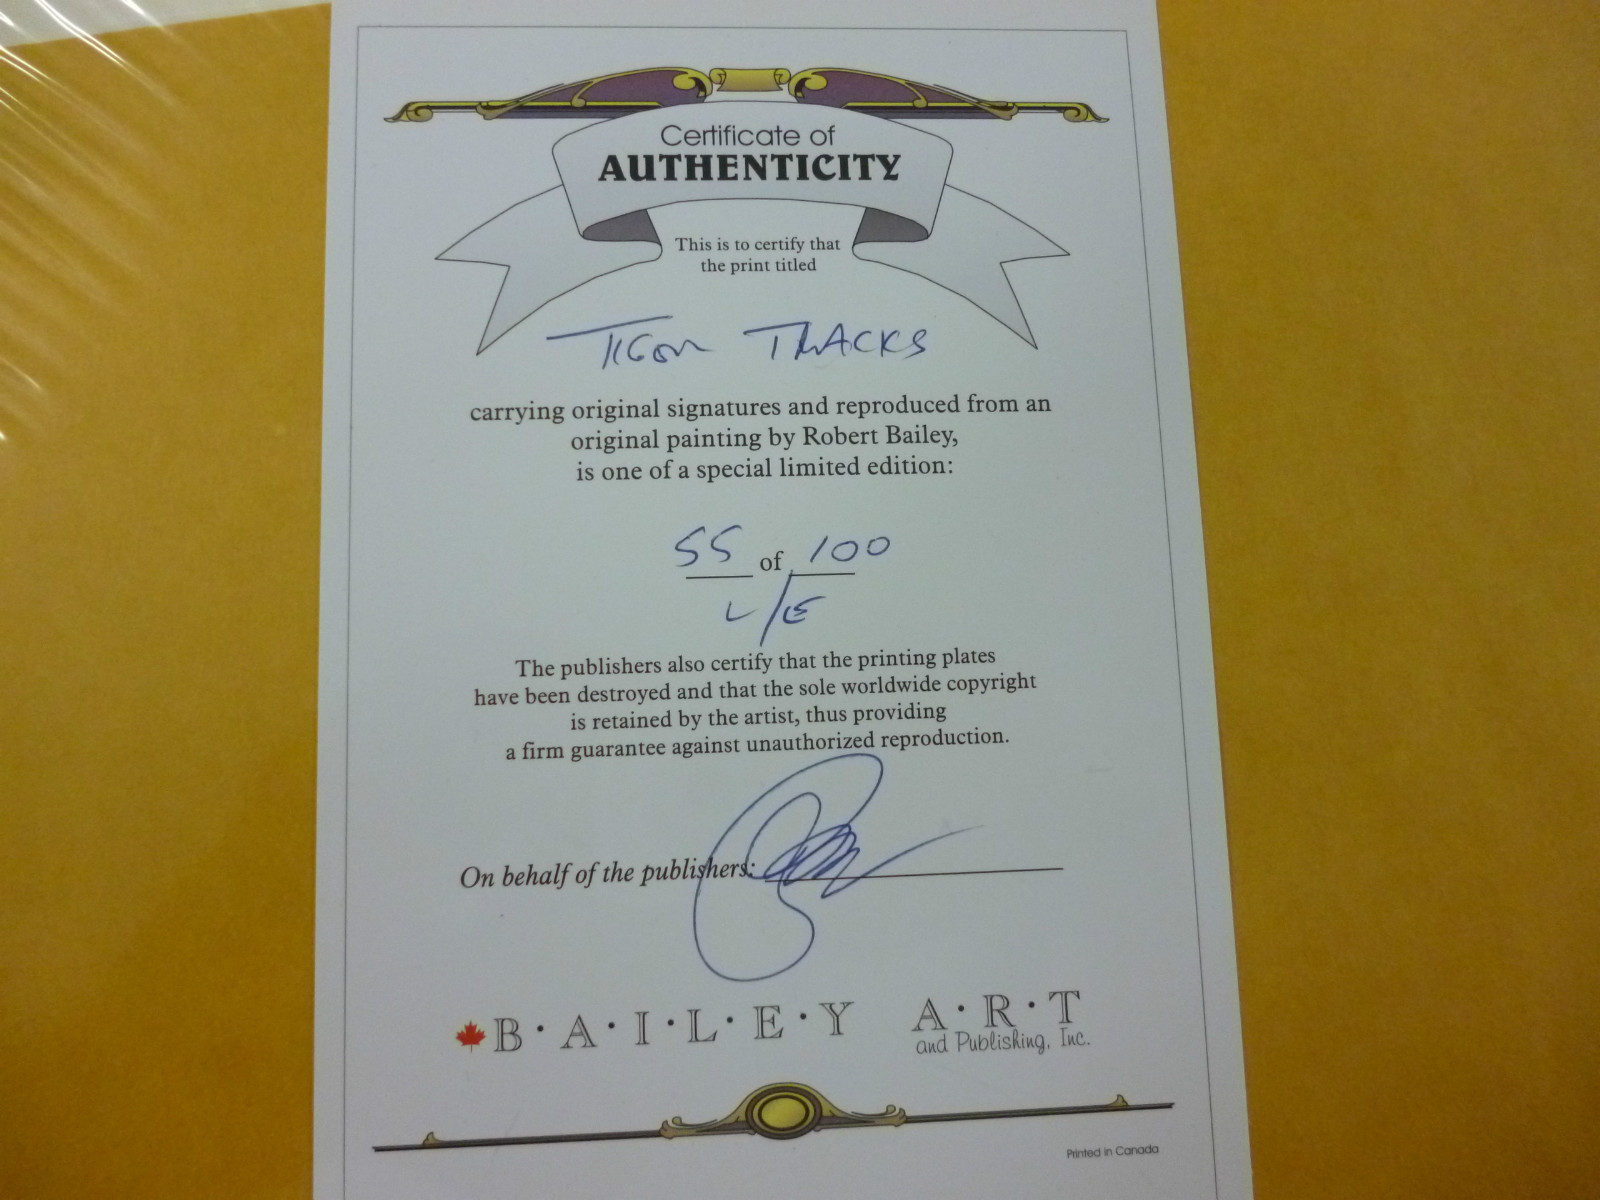 Certificate of
AUTHENTICITY
This is to certify that
the print titled
TIGER TRACKS
carrying original signatures and reproduced from an
original painting by Robert Bailey,
is one of a special limited edition:
55 of 100
L/E
The publishers also certify that the printing plates
have been destroyed and that the sole worldwide copyright
is retained by the artist, thus providing
a firm guarantee against unauthorized reproduction.
On behalf of the publishers:
B·A·I·L·E·Y A·R·T
and Publishing, Inc.
Printed in Canada